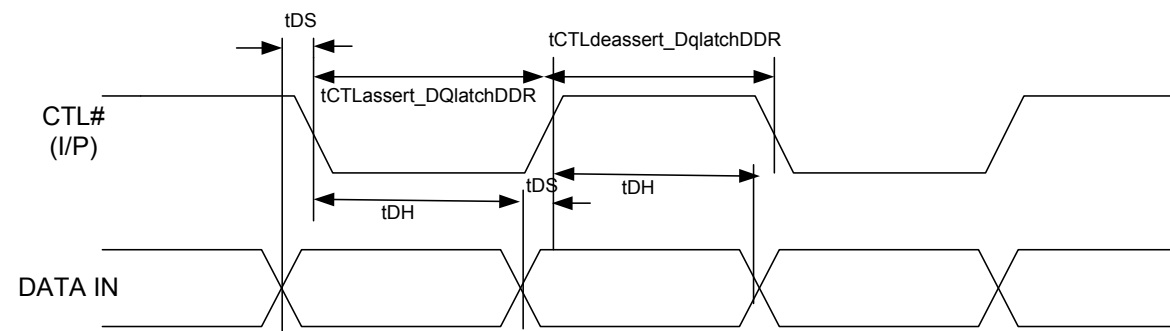 tDS
tCTLdeassert_DqlatchDDR
tCTLassert_DQlatchDDR
CTL#
(I/P)
tDS
tDH
tDH
DATA IN